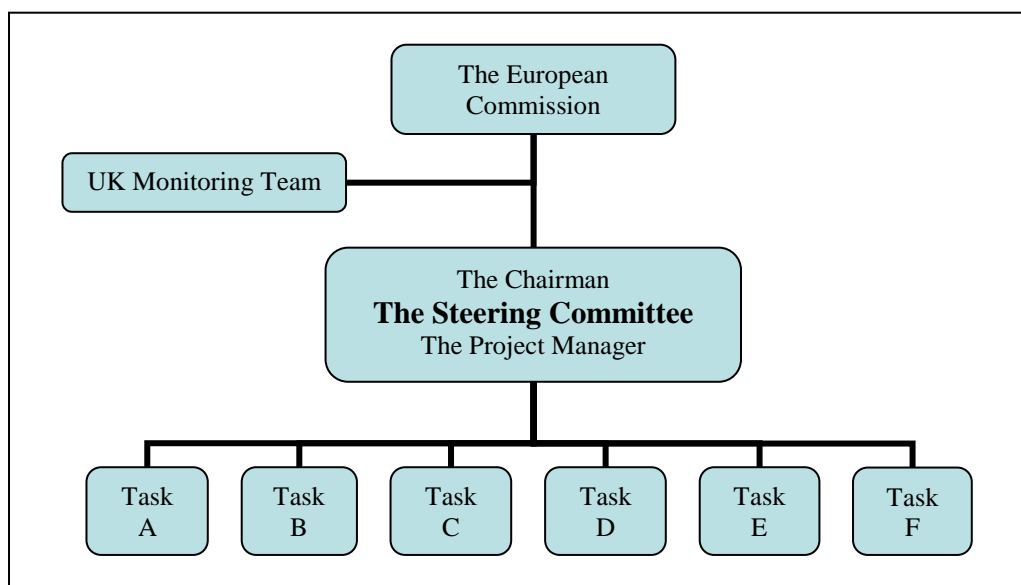 The European
Commission
UK Monitoring Team
The Chairman
The Steering Committee
The Project Manager
Task
A
Task
B
Task
C
Task
D
Task
E
Task
F